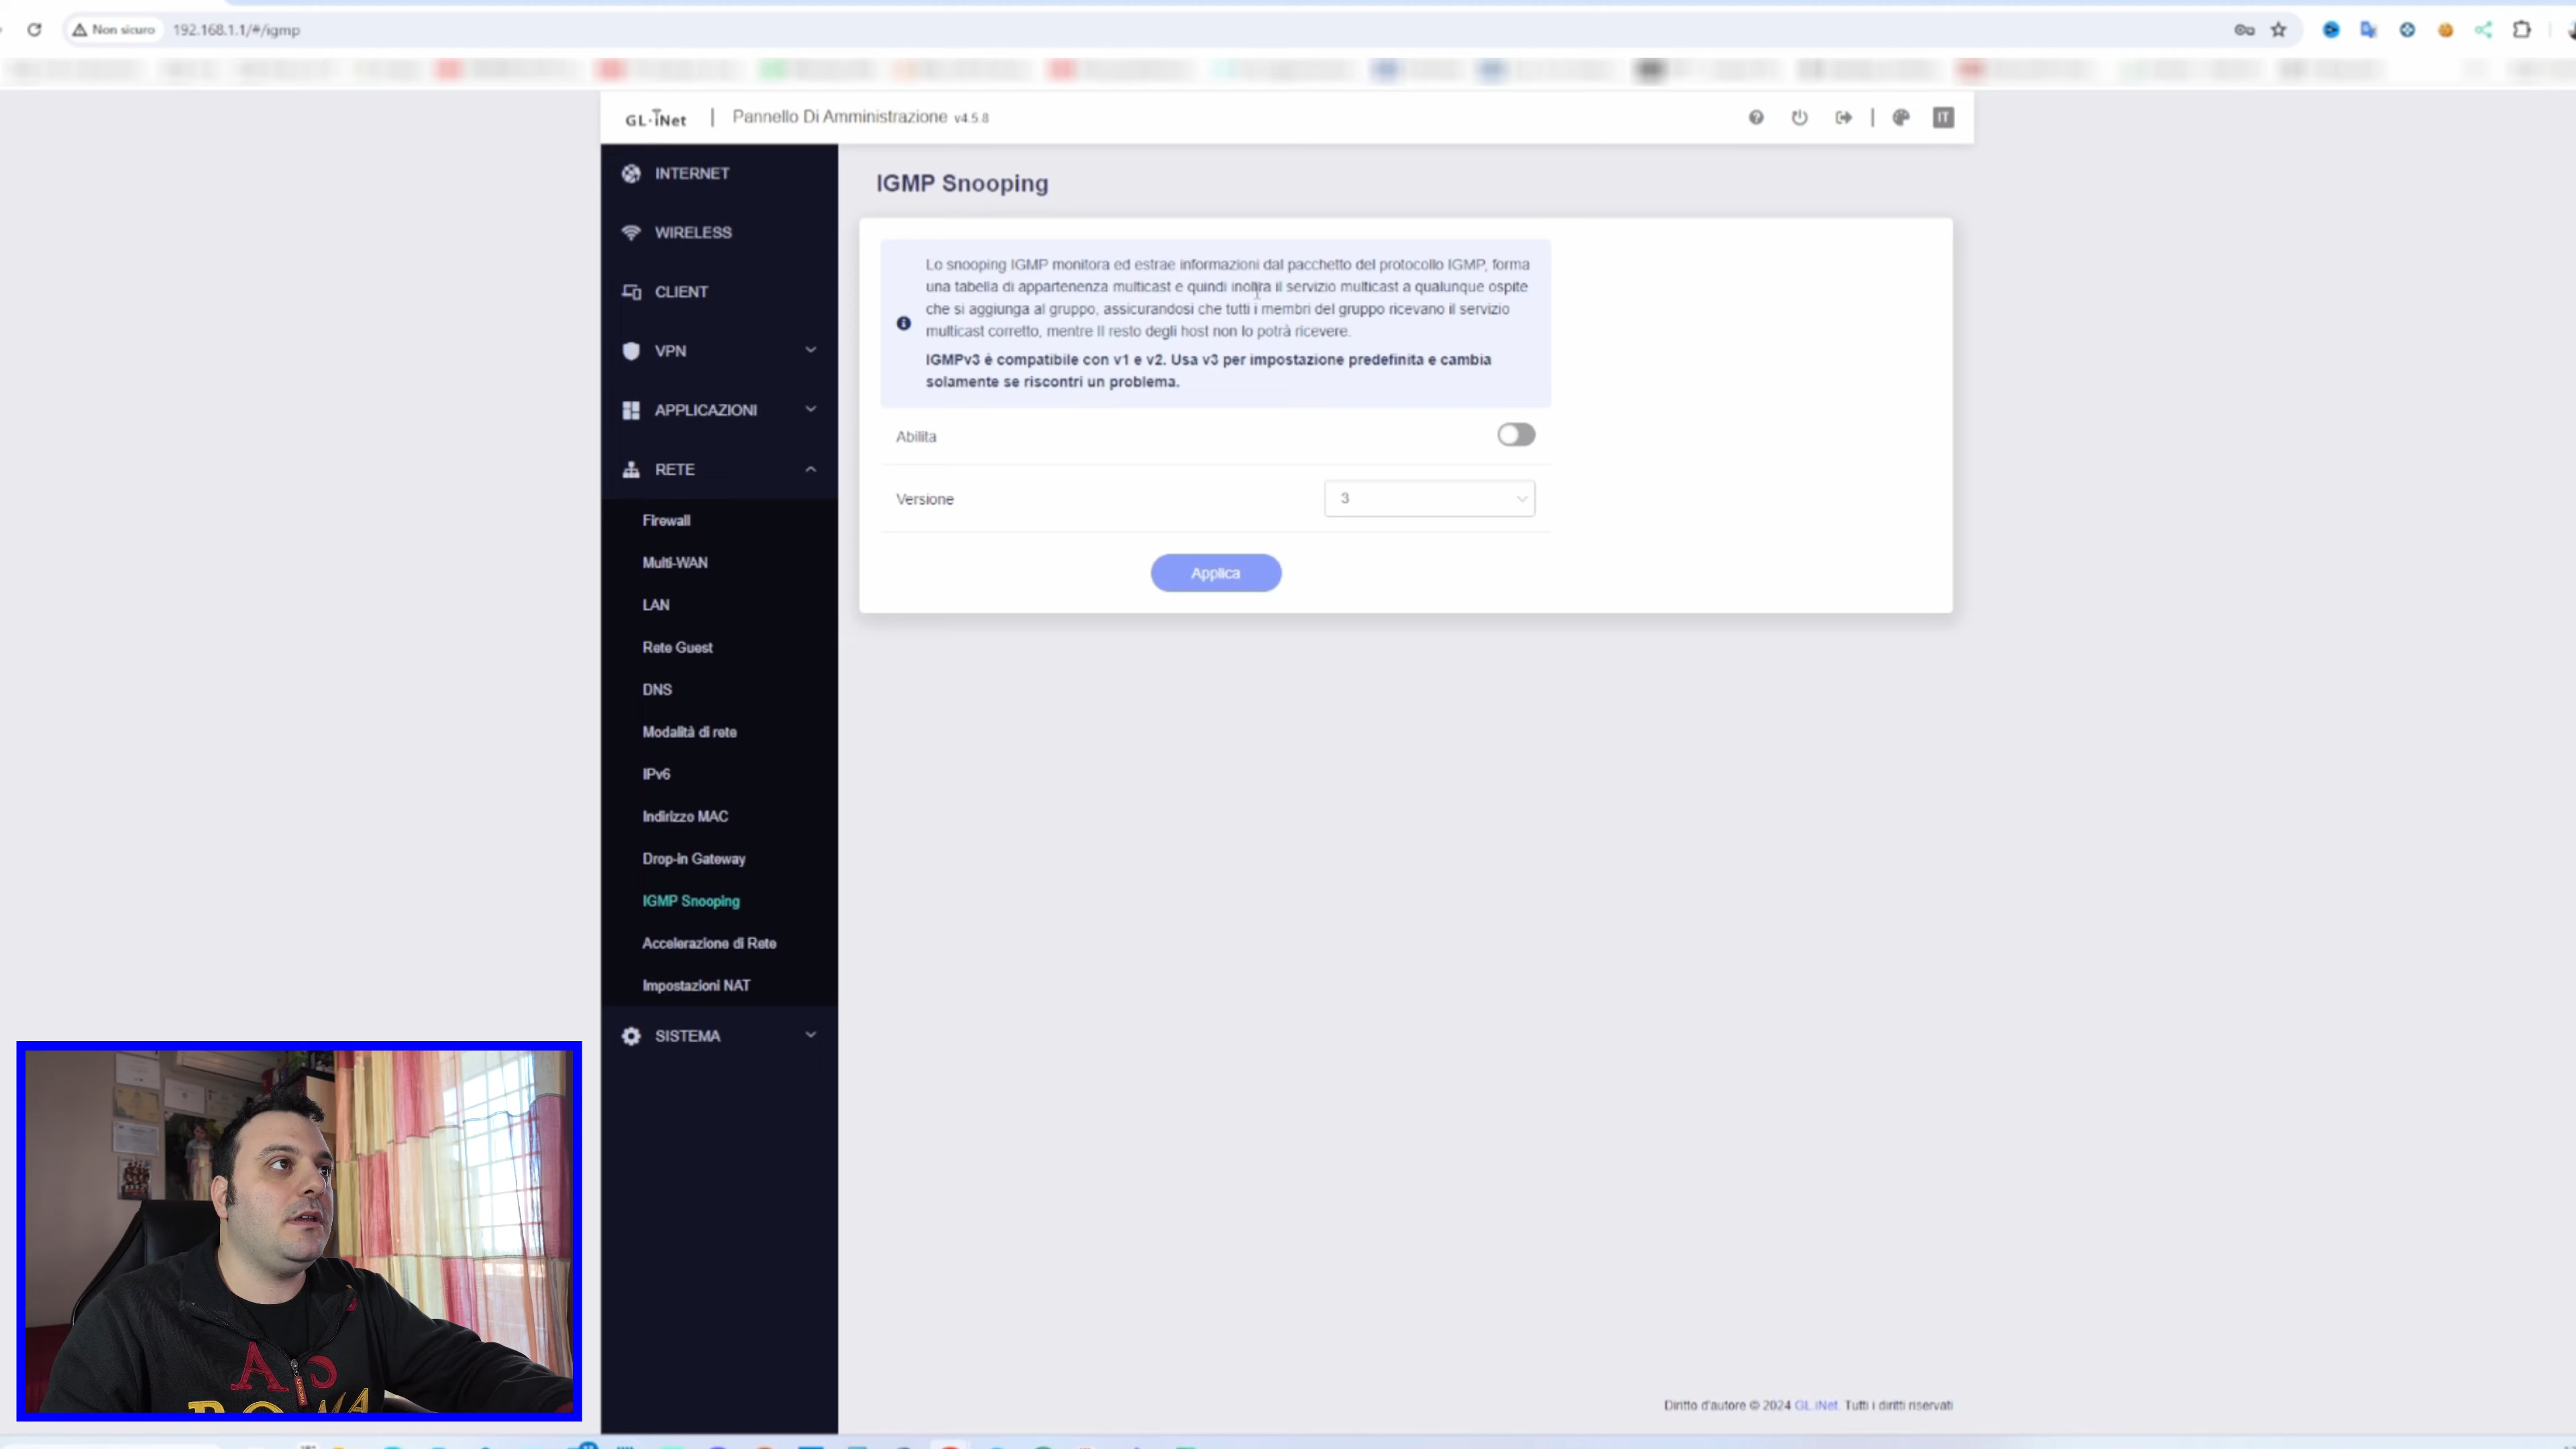 Non sicuro 192.168.1.1/#/igmp
GL·iNet | Pannello Di Amministrazione v4.5.8
IT
INTERNET
WIRELESS
CLIENT
VPN
APPLICAZIONI
RETE
Firewall
Multi-WAN
LAN
Rete Guest
DNS
Modalità di rete
IPv6
Indirizzo MAC
Drop-in Gateway
IGMP Snooping
Accelerazione di Rete
Impostazioni NAT
SISTEMA
IGMP Snooping
Lo snooping IGMP monitora ed estrae informazioni dal pacchetto del protocollo IGMP, forma
una tabella di appartenenza multicast e quindi inoltra il servizio multicast a qualunque ospite
che si aggiunga al gruppo, assicurandosi che tutti i membri del gruppo ricevano il servizio
multicast corretto, mentre Il resto degli host non lo potrà ricevere.
IGMPv3 é compatibile con v1 e v2. Usa v3 per impostazione predefinita e cambia
solamente se riscontri un problema.
Abilita
Versione
3
Applica
AS
ROMA
Diritto d'autore © 2024 GL.iNet. Tutti i diritti riservati